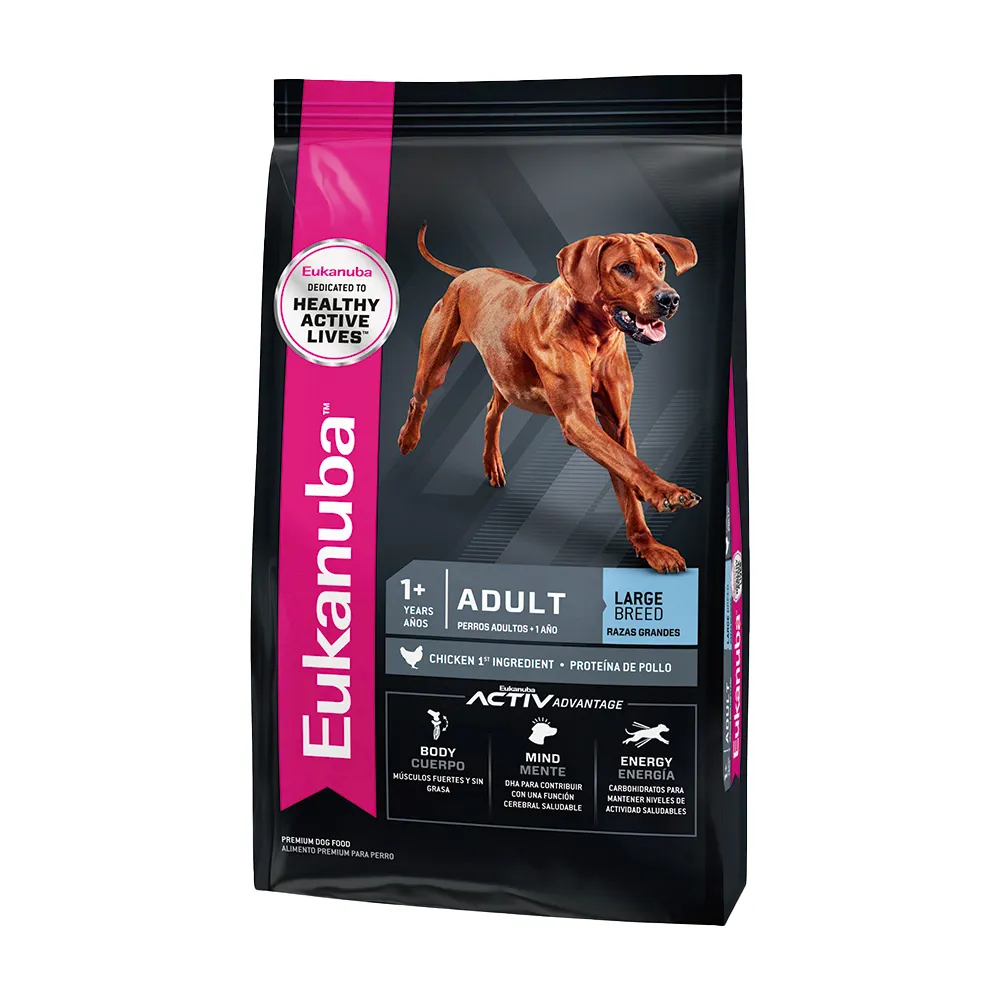 Eukanuba
DEDICATED TO
HEALTHY
ACTIVE
LIVES™
Eukanuba™
1+
YEARS
AÑOS
ADULT
PERROS ADULTOS + 1 AÑO
LARGE
BREED
RAZAS GRANDES
CHICKEN 1ST INGREDIENT • PROTEÍNA DE POLLO
Eukanuba
ACTIV ADVANTAGE
BODY
CUERPO
MÚSCULOS FUERTES Y SIN
GRASA
MIND
MENTE
DHA PARA CONTRIBUIR
CON UNA FUNCIÓN
CEREBRAL SALUDABLE
ENERGY
ENERGÍA
CARBOHIDRATOS PARA
MANTENER NIVELES DE
ACTIVIDAD SALUDABLES
PREMIUM DOG FOOD
ALIMENTO PREMIUM PARA PERRO
Eukanuba
ADULT
LARGE BREED